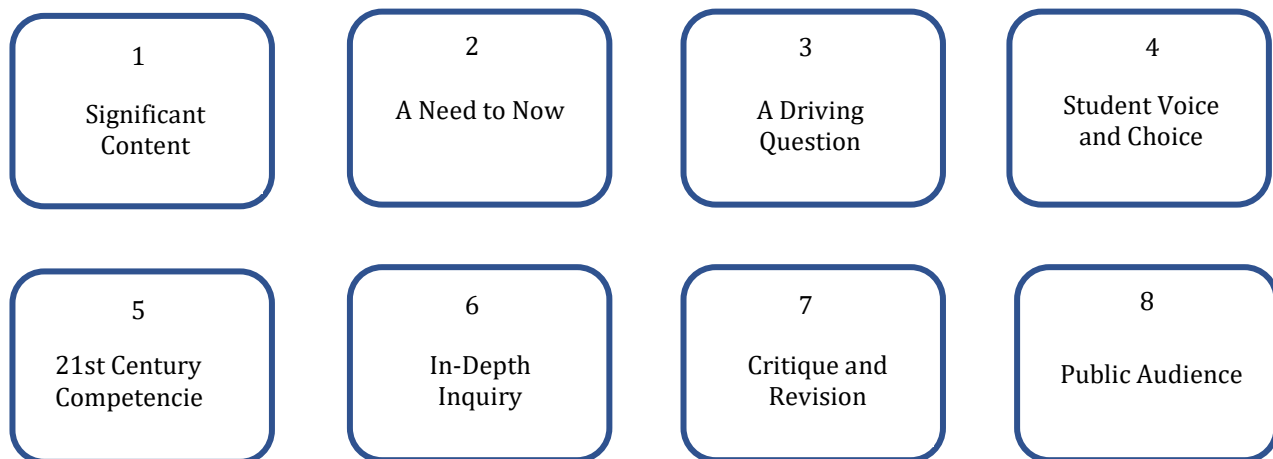 1
Significant
Content
2
A Need to Now
3
A Driving
Question
4
Student Voice
and Choice
5
21st Century
Competencie
6
In-Depth
Inquiry
7
Critique and
Revision
8
Public Audience